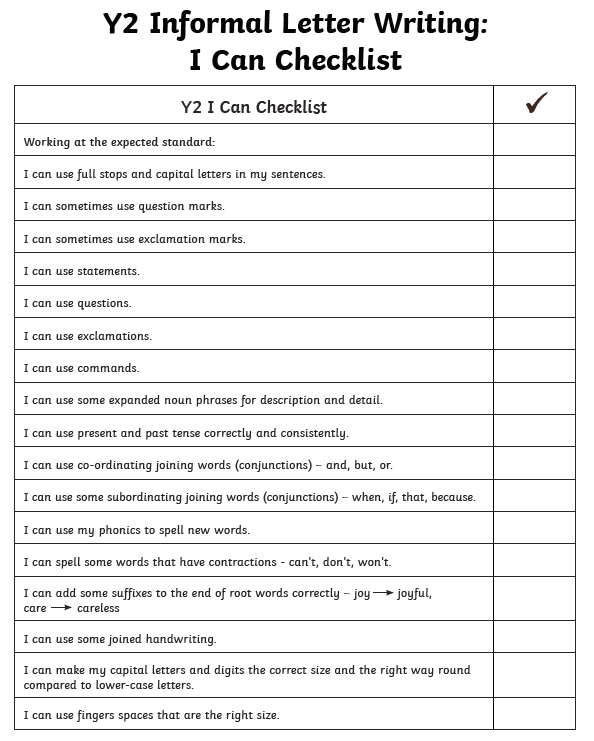 Y2 Informal Letter Writing:
I Can Checklist
Y2 I Can Checklist ✓
Working at the expected standard:
I can use full stops and capital letters in my sentences.
I can sometimes use question marks.
I can sometimes use exclamation marks.
I can use statements.
I can use questions.
I can use exclamations.
I can use commands.
I can use some expanded noun phrases for description and detail.
I can use present and past tense correctly and consistently.
I can use co-ordinating joining words (conjunctions) – and, but, or.
I can use some subordinating joining words (conjunctions) – when, if, that, because.
I can use my phonics to spell new words.
I can spell some words that have contractions - can't, don't, won't.
I can add some suffixes to the end of root words correctly – joy → joyful,
care → careless
I can use some joined handwriting.
I can make my capital letters and digits the correct size and the right way round
compared to lower-case letters.
I can use fingers spaces that are the right size.